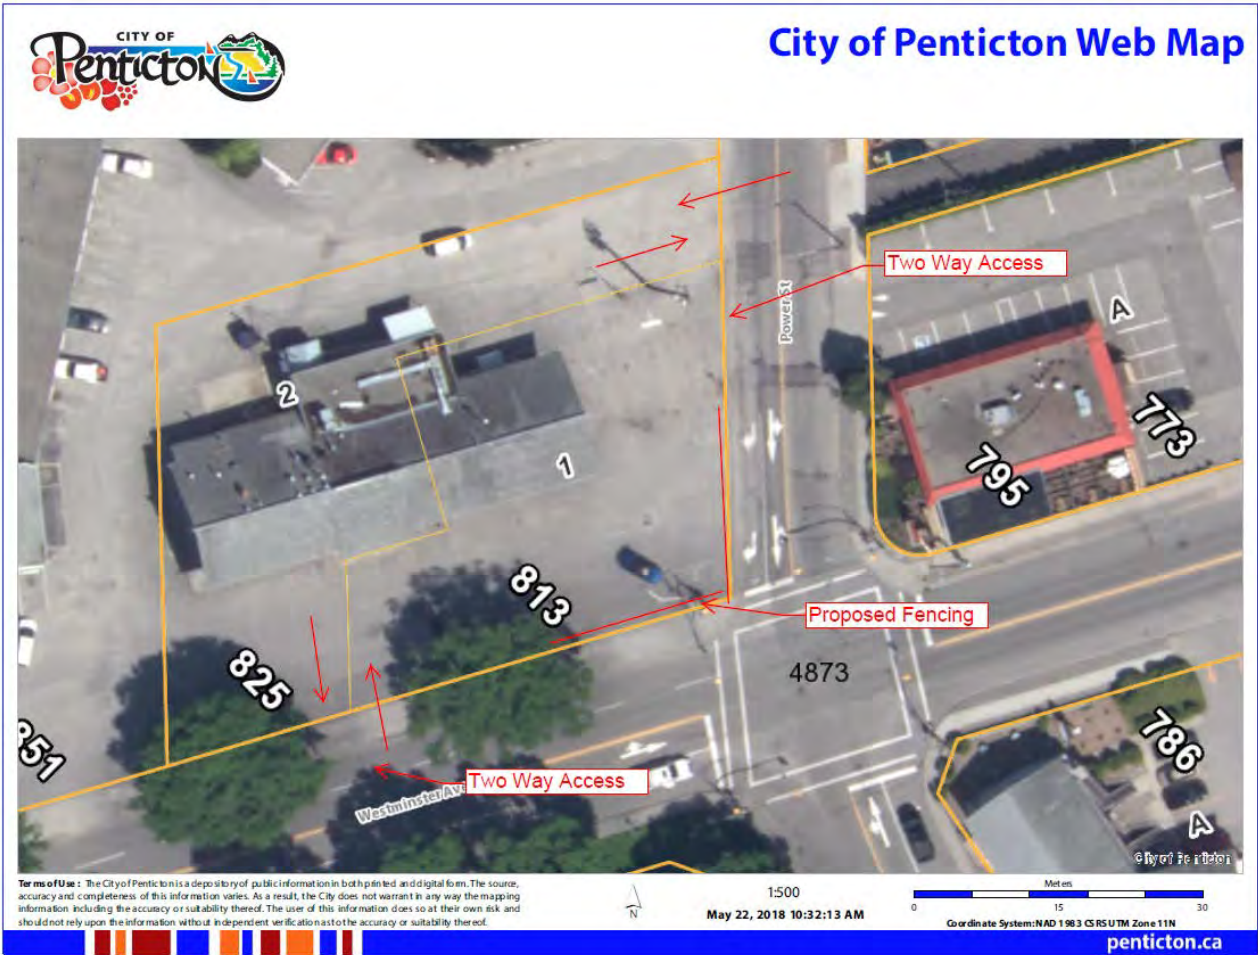 CITY OF
Penticton
City of Penticton Web Map
Two Way Access
Power St
A
2
773
1
795
813
Proposed Fencing
4873
825
786
851
Two Way Access
Westminster Av
A
City of Penticton
Terms of Use : The City of Penticton is a depository of public information in both printed and digital form. The source,
accuracy and completeness of this information varies. As a result, the City does not warrant in any way the mapping
information including the accuracy or suitability thereof. The user of this information does so at their own risk and
should not rely upon the information without independent verification as to the accuracy or suitability thereof.
N
1:500
May 22, 2018 10:32:13 AM
Meters
0 15 30
Coordinate System: NAD 1983 CSRS UTM Zone 11N
penticton.ca